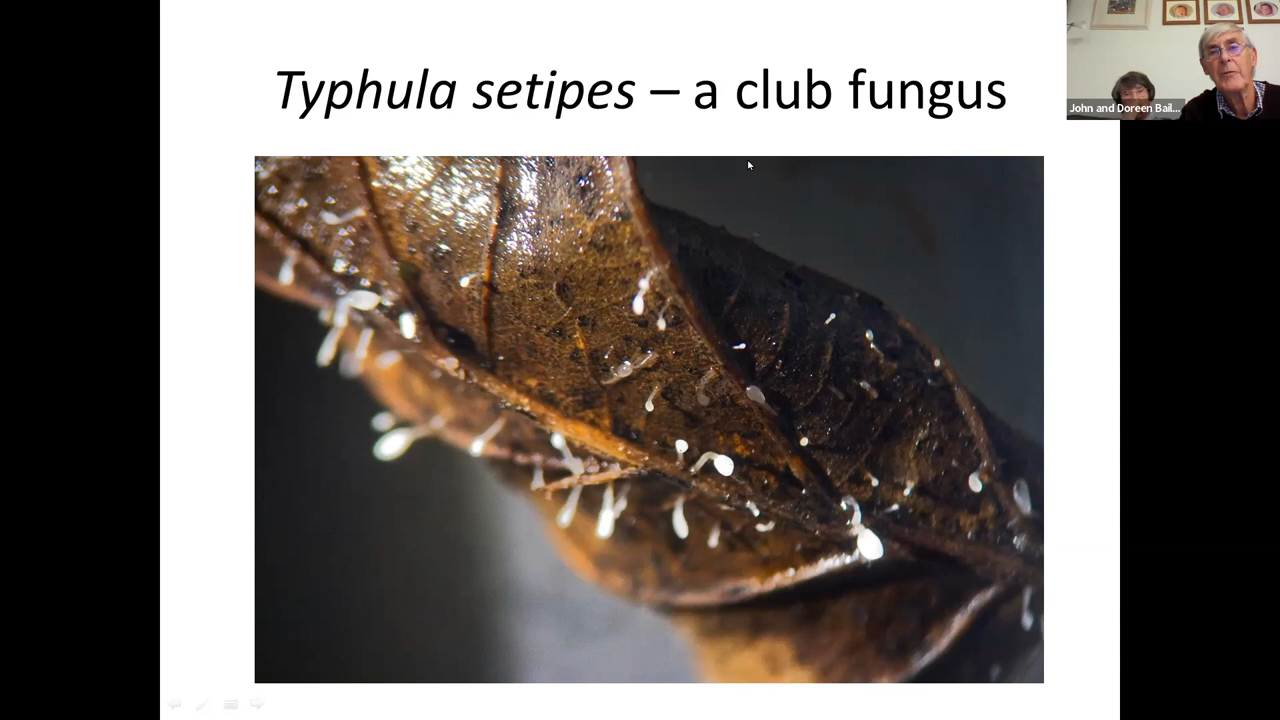 Typhula setipes – a club fungus
John and Doreen Bail...